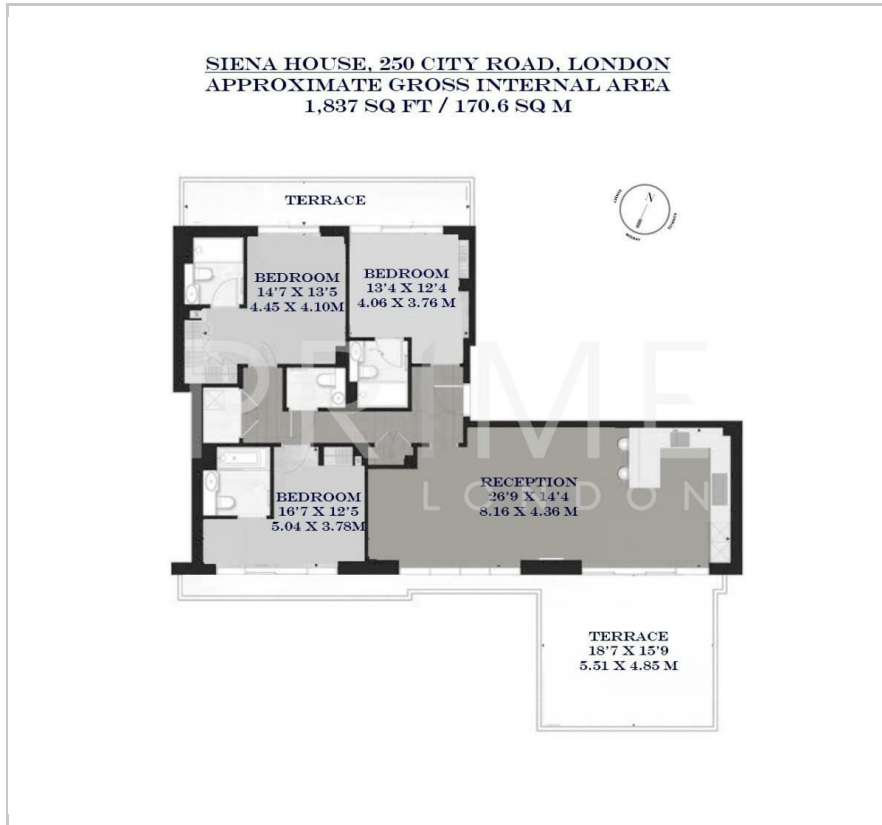 SIENA HOUSE, 250 CITY ROAD, LONDON
APPROXIMATE GROSS INTERNAL AREA
1,837 SQ FT / 170.6 SQ M
TERRACE
N
BEDROOM
14'7 X 13'5
4.45 X 4.10M
BEDROOM
13'4 X 12'4
4.06 X 3.76 M
PRIME
LONDON
RECEPTION
26'9 X 14'4
8.16 X 4.36 M
BEDROOM
16'7 X 12'5
5.04 X 3.78M
TERRACE
18'7 X 15'9
5.51 X 4.85 M